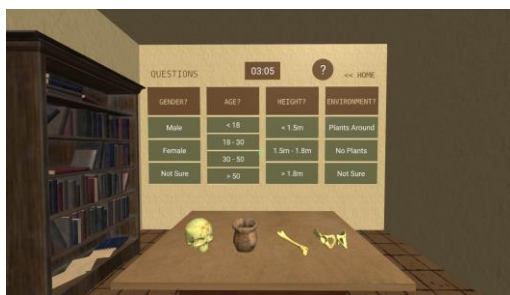 QUESTIONS 03:05 ? << HOME
GENDER? AGE? HEIGHT? ENVIRONMENT?
Male < 18 < 1.5m Plants Around
18 - 30
Female 1.5m - 1.8m No Plants
30 - 50
Not Sure > 50 > 1.8m Not Sure